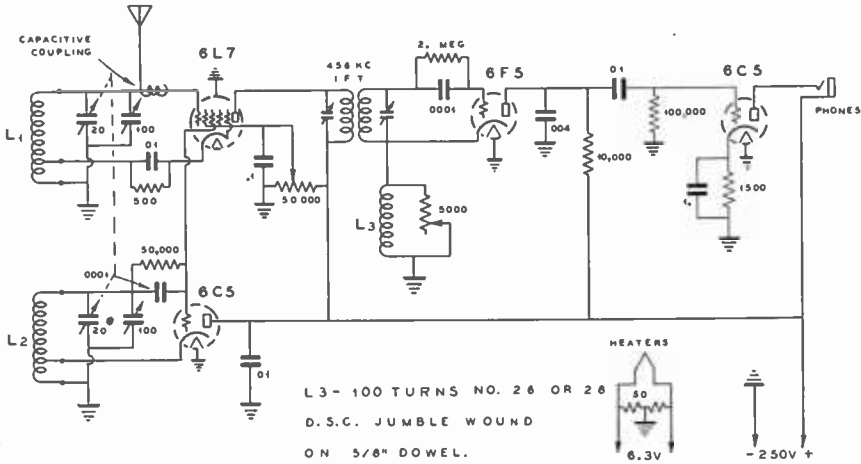 CAPACITIVE
COUPLING
6L7
456 KC
IFT
2. MEG
0001
6F5
01
6C5
PHONES
L1
20
100
01
500
.1
50 000
004
10,000
100,000
1500
1.
L3
5000
50,000
0001
6C5
L2
20
100
01
HEATERS
50
6.3V
- 250V +
L3- 100 TURNS NO. 26 OR 28
D.S.C. JUMBLE WOUND
ON 5/8" DOWEL.